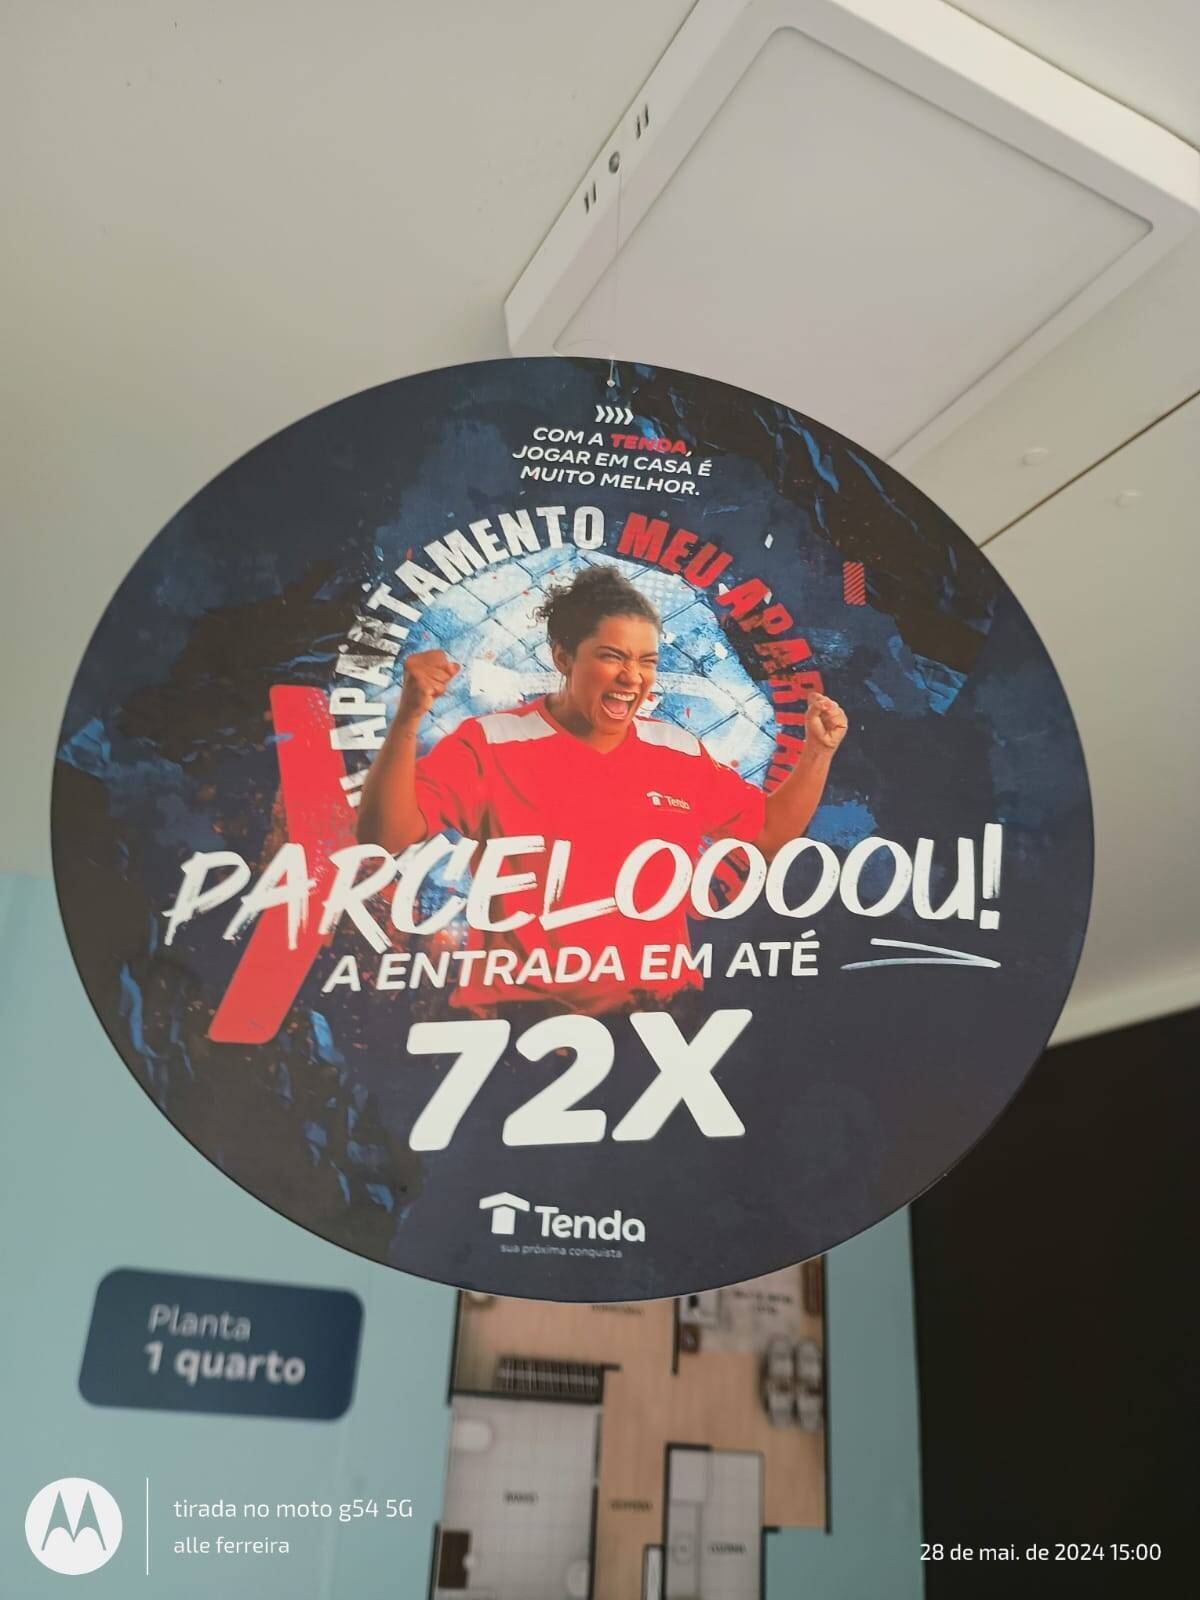 COM A TENDA,
JOGAR EM CASA É
MUITO MELHOR.
APARTAMENTO MEU
PARCELOOOOU!
A ENTRADA EM ATÉ
72X
Tenda
Tenda
sua próxima conquista
Planta
1 quarto
tirada no moto g54 5G
alle ferreira
28 de mai. de 2024 15:00